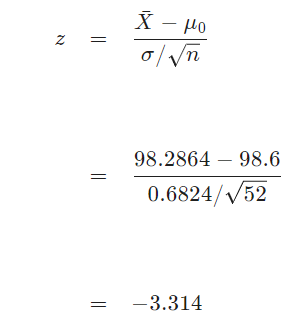 z = X̄ − μ₀
σ/√n
= 98.2864 − 98.6
0.6824/√52
= −3.314